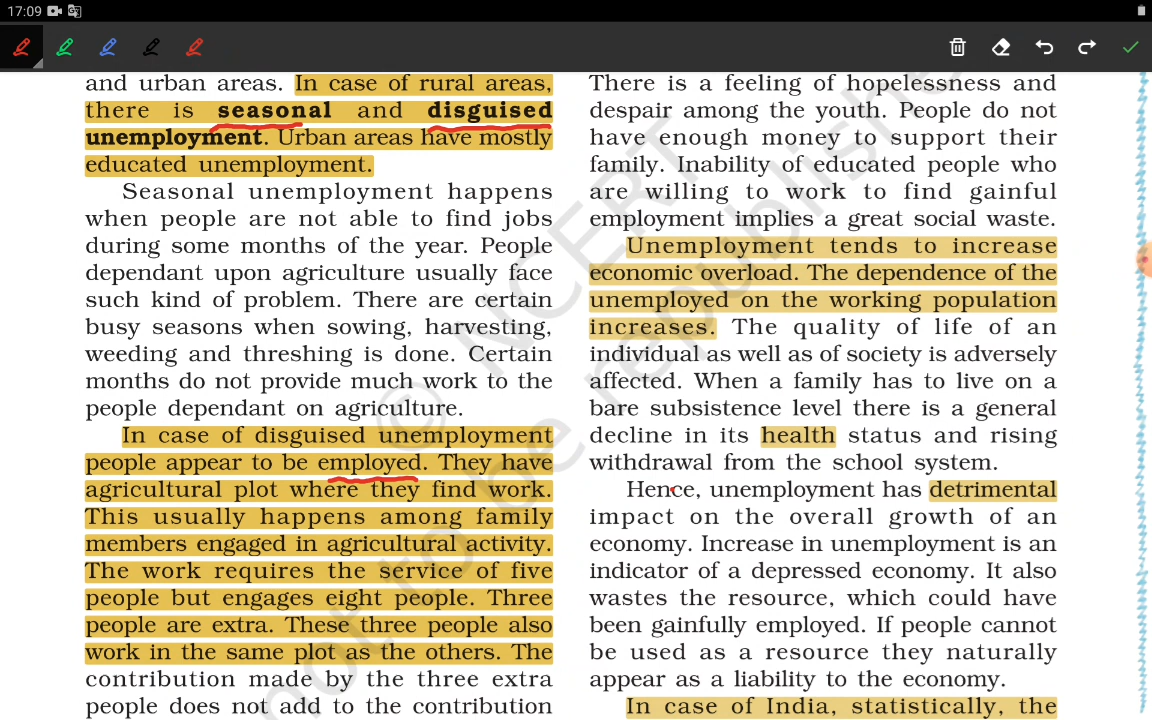 17:09
and urban areas. In case of rural areas,
there is seasonal and disguised
unemployment. Urban areas have mostly
educated unemployment.
Seasonal unemployment happens
when people are not able to find jobs
during some months of the year. People
dependant upon agriculture usually face
such kind of problem. There are certain
busy seasons when sowing, harvesting,
weeding and threshing is done. Certain
months do not provide much work to the
people dependant on agriculture.
In case of disguised unemployment
people appear to be employed. They have
agricultural plot where they find work.
This usually happens among family
members engaged in agricultural activity.
The work requires the service of five
people but engages eight people. Three
people are extra. These three people also
work in the same plot as the others. The
contribution made by the three extra
people does not add to the contribution
There is a feeling of hopelessness and
despair among the youth. People do not
have enough money to support their
family. Inability of educated people who
are willing to work to find gainful
employment implies a great social waste.
Unemployment tends to increase
economic overload. The dependence of the
unemployed on the working population
increases. The quality of life of an
individual as well as of society is adversely
affected. When a family has to live on a
bare subsistence level there is a general
decline in its health status and rising
withdrawal from the school system.
Hence, unemployment has detrimental
impact on the overall growth of an
economy. Increase in unemployment is an
indicator of a depressed economy. It also
wastes the resource, which could have
been gainfully employed. If people cannot
be used as a resource they naturally
appear as a liability to the economy.
In case of India, statistically, the
© NCERT
not to be republish